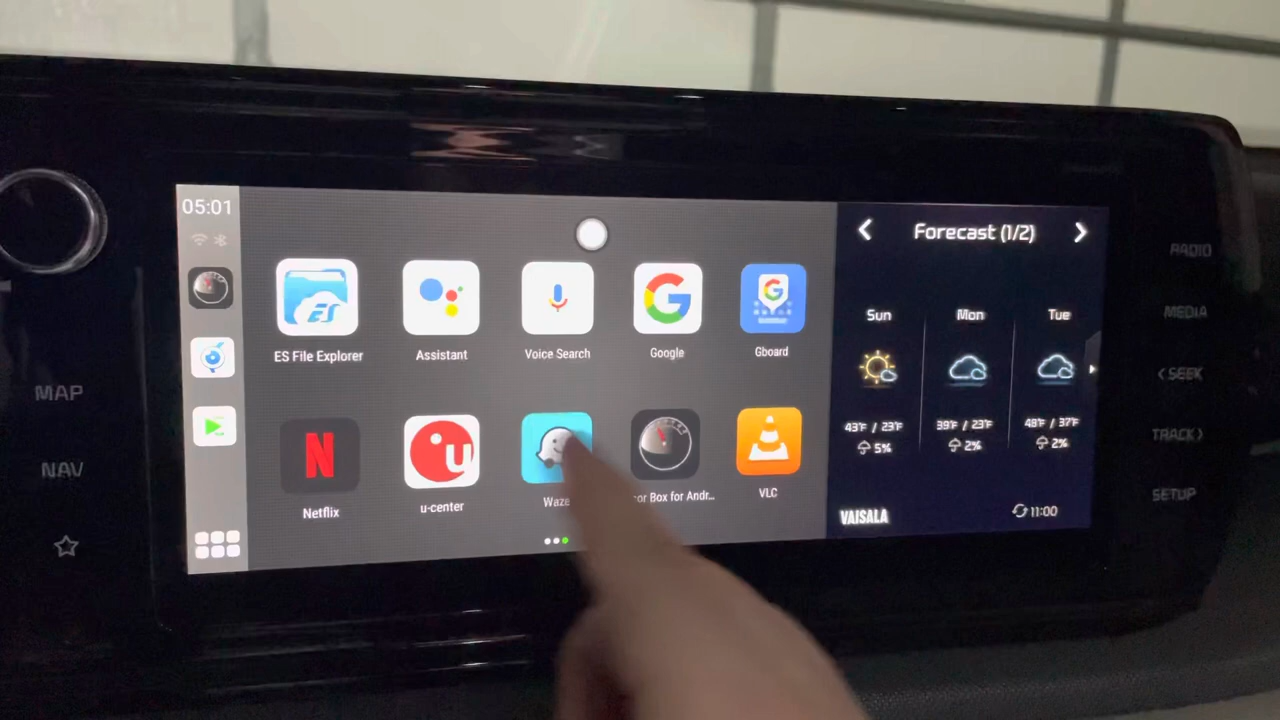 05:01
ES File Explorer
Assistant
Voice Search
Google
Gboard
Netflix
u-center
Waze
or Box for Andr...
VLC
Forecast (1/2)
Sun
Mon
Tue
43°F / 23°F
39°F / 23°F
48°F / 37°F
5%
2%
2%
VAISALA
11:00
MAP
NAV
RADIO
MEDIA
< SEEK
TRACK >
SETUP
ES
G
G
N
u